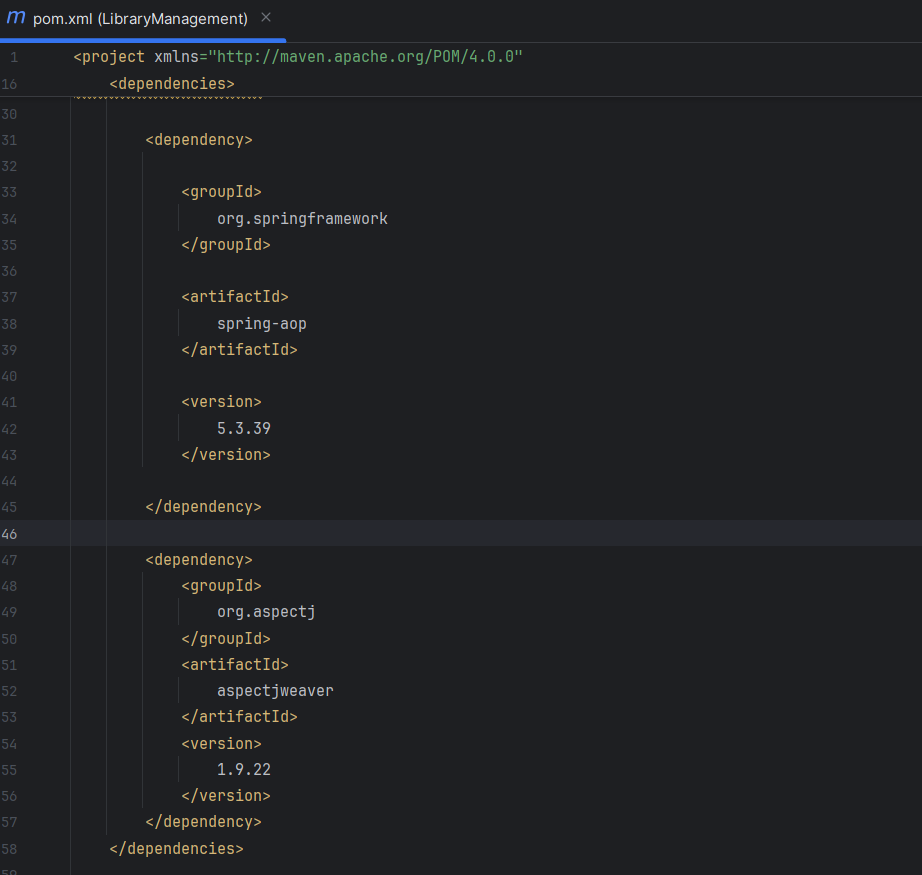 m pom.xml (LibraryManagement) ×
1 <project xmlns="http://maven.apache.org/POM/4.0.0"
16 <dependencies>
30
31 <dependency>
32
33 <groupId>
34 org.springframework
35 </groupId>
36
37 <artifactId>
38 spring-aop
39 </artifactId>
40
41 <version>
42 5.3.39
43 </version>
44
45 </dependency>
46
47 <dependency>
48 <groupId>
49 org.aspectj
50 </groupId>
51 <artifactId>
52 aspectjweaver
53 </artifactId>
54 <version>
55 1.9.22
56 </version>
57 </dependency>
58 </dependencies>
59